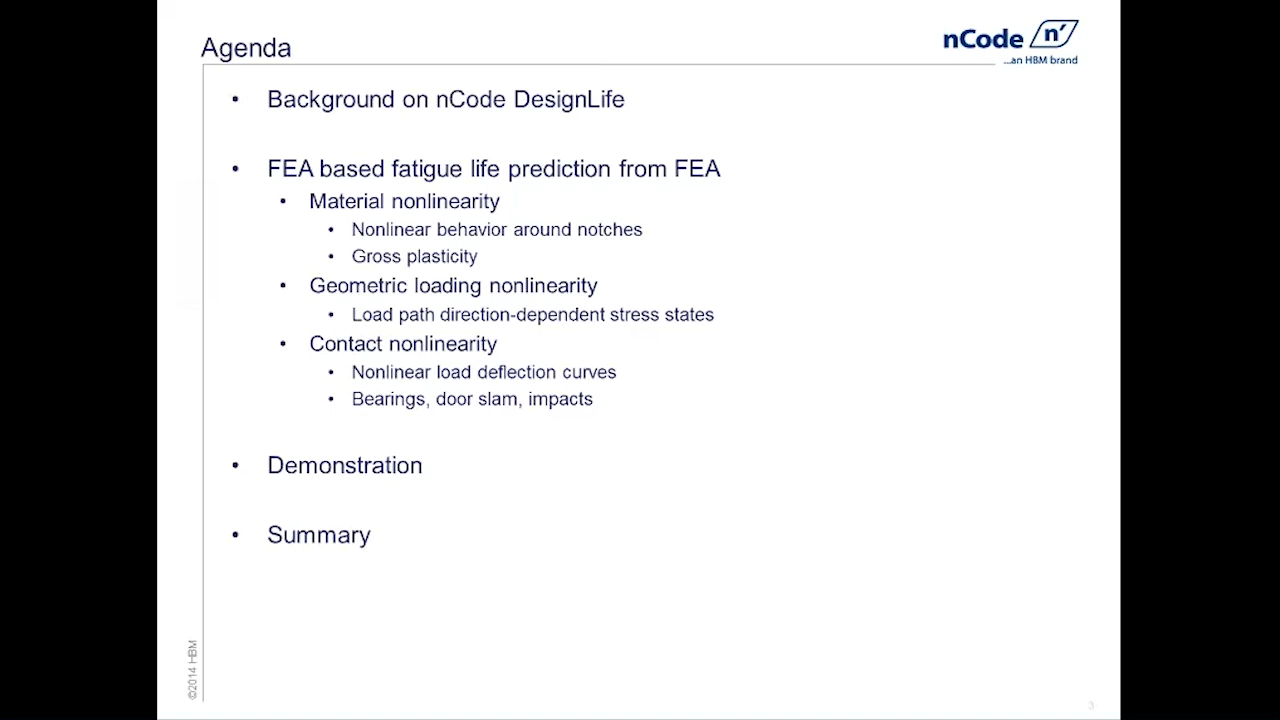 Agenda
nCode n'
...an HBM brand
• Background on nCode DesignLife
• FEA based fatigue life prediction from FEA
• Material nonlinearity
• Nonlinear behavior around notches
• Gross plasticity
• Geometric loading nonlinearity
• Load path direction-dependent stress states
• Contact nonlinearity
• Nonlinear load deflection curves
• Bearings, door slam, impacts
• Demonstration
• Summary
©2014 HBM
3